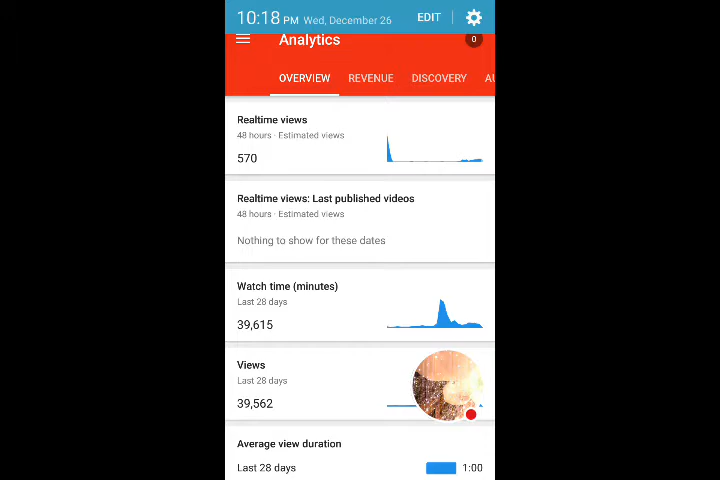 10:18 PM Wed, December 26 EDIT
Analytics 0
OVERVIEW REVENUE DISCOVERY AU
Realtime views
48 hours · Estimated views
570
Realtime views: Last published videos
48 hours · Estimated views
Nothing to show for these dates
Watch time (minutes)
Last 28 days
39,615
Views
Last 28 days
39,562
Average view duration
Last 28 days 1:00